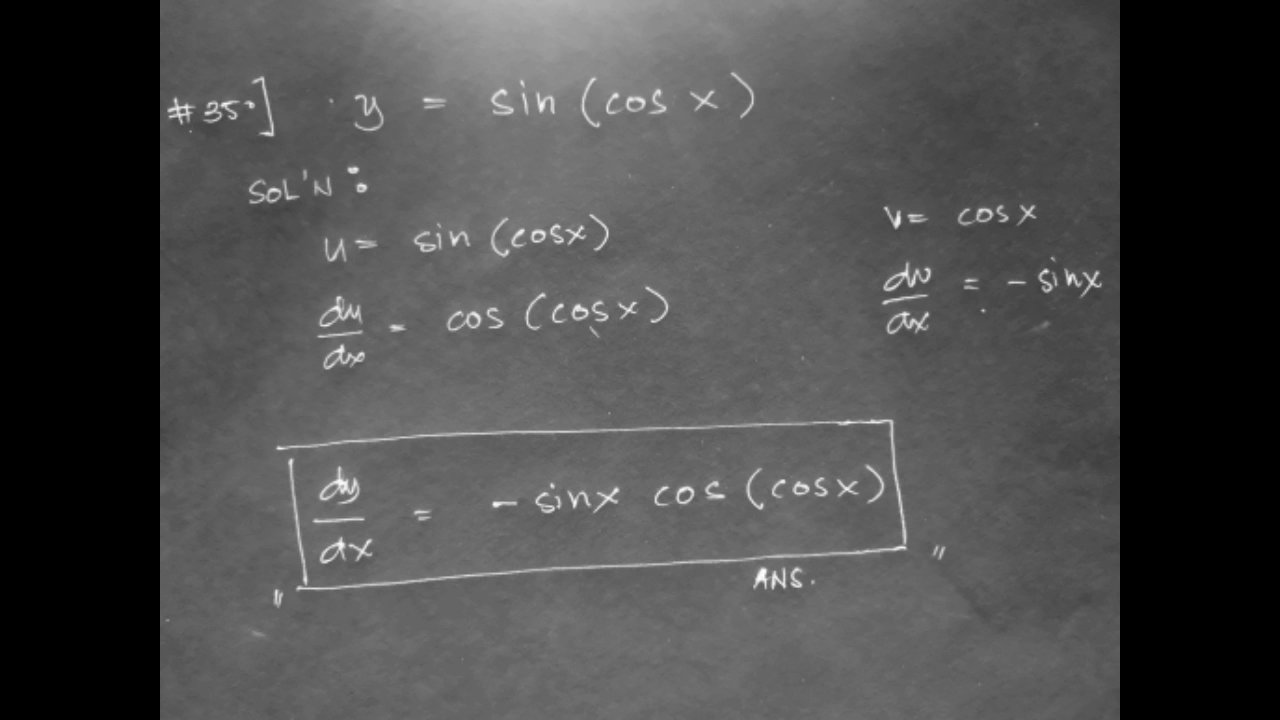 #35.] y = sin (cos x)
SOL'N :
u = sin (cosx)
v = cos x
du/dx = cos (cosx)
dv/dx = - sinx
dy/dx = - sinx cos (cosx)
" "
ANS.